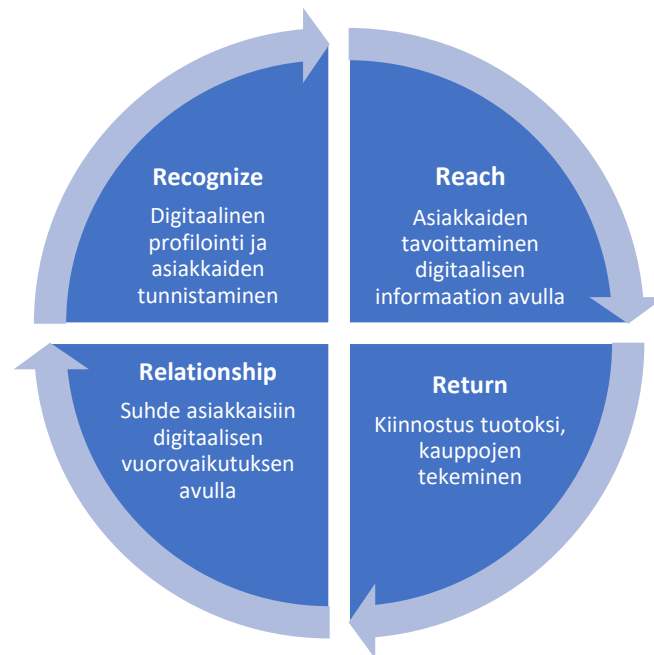 Recognize
Digitaalinen
profilointi ja
asiakkaiden
tunnistaminen
Reach
Asiakkaiden
tavoittaminen
digitaalisen
informaation avulla
Relationship
Suhde asiakkaisiin
digitaalisen
vuorovaikutuksen
avulla
Return
Kiinnostus tuotoksi,
kauppojen
tekeminen